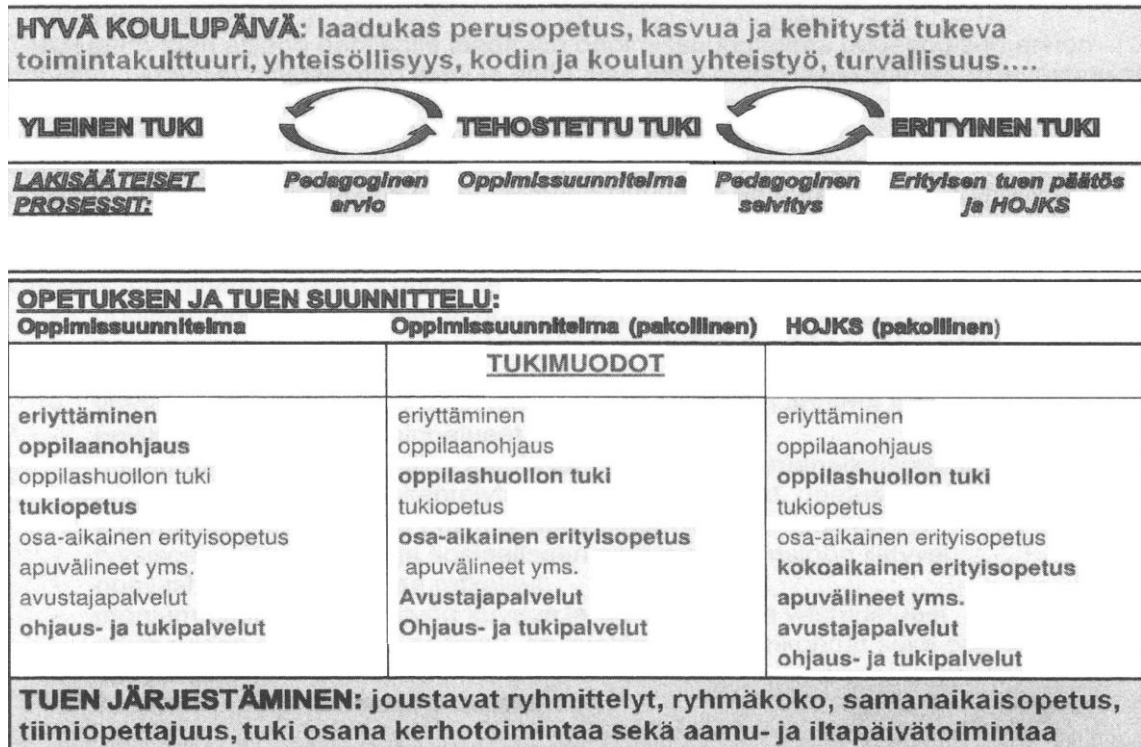 HYVÄ KOULUPÄIVÄ: laadukas perusopetus, kasvua ja kehitystä tukeva
toimintakulttuuri, yhteisöllisyys, kodin ja koulun yhteistyö, turvallisuus....
YLEINEN TUKI TEHOSTETTU TUKI ERITYINEN TUKI
LAKISÄÄTEISET Pedagoginen Oppimissuunnitelma Pedagoginen Erityisen tuen päätös
PROSESSIT: arvio selvitys ja HOJKS
OPETUKSEN JA TUEN SUUNNITTELU:
Oppimissuunnitelma Oppimissuunnitelma (pakollinen) HOJKS (pakollinen)
TUKIMUODOT
eriyttäminen eriyttäminen eriyttäminen
oppilaanohjaus oppilaanohjaus oppilaanohjaus
oppilashuollon tuki oppilashuollon tuki oppilashuollon tuki
tukiopetus tukiopetus tukiopetus
osa-aikainen erityisopetus osa-aikainen erityisopetus osa-aikainen erityisopetus
apuvälineet yms. apuvälineet yms. kokoaikainen erityisopetus
avustajapalvelut Avustajapalvelut apuvälineet yms.
ohjaus- ja tukipalvelut Ohjaus- ja tukipalvelut avustajapalvelut
ohjaus- ja tukipalvelut
TUEN JÄRJESTÄMINEN: joustavat ryhmittelyt, ryhmäkoko, samanaikaisopetus,
tiimiopettajuus, tuki osana kerhotoimintaa sekä aamu- ja iltapäivätoimintaa